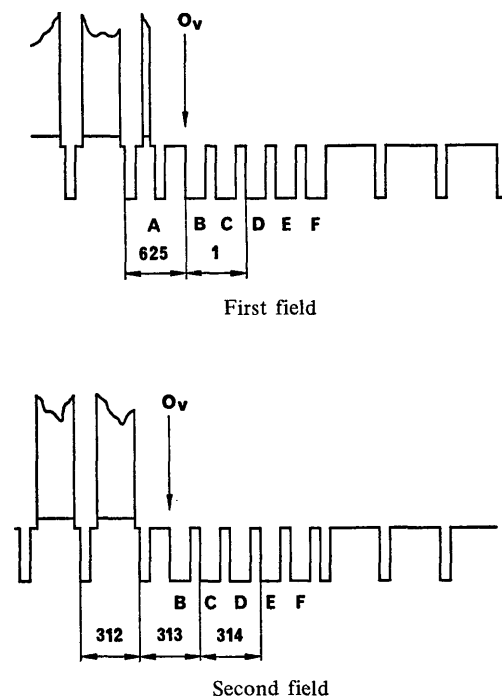 Ov
A B C D E F
625 1
First field
Ov
B C D E F
312 313 314
Second field